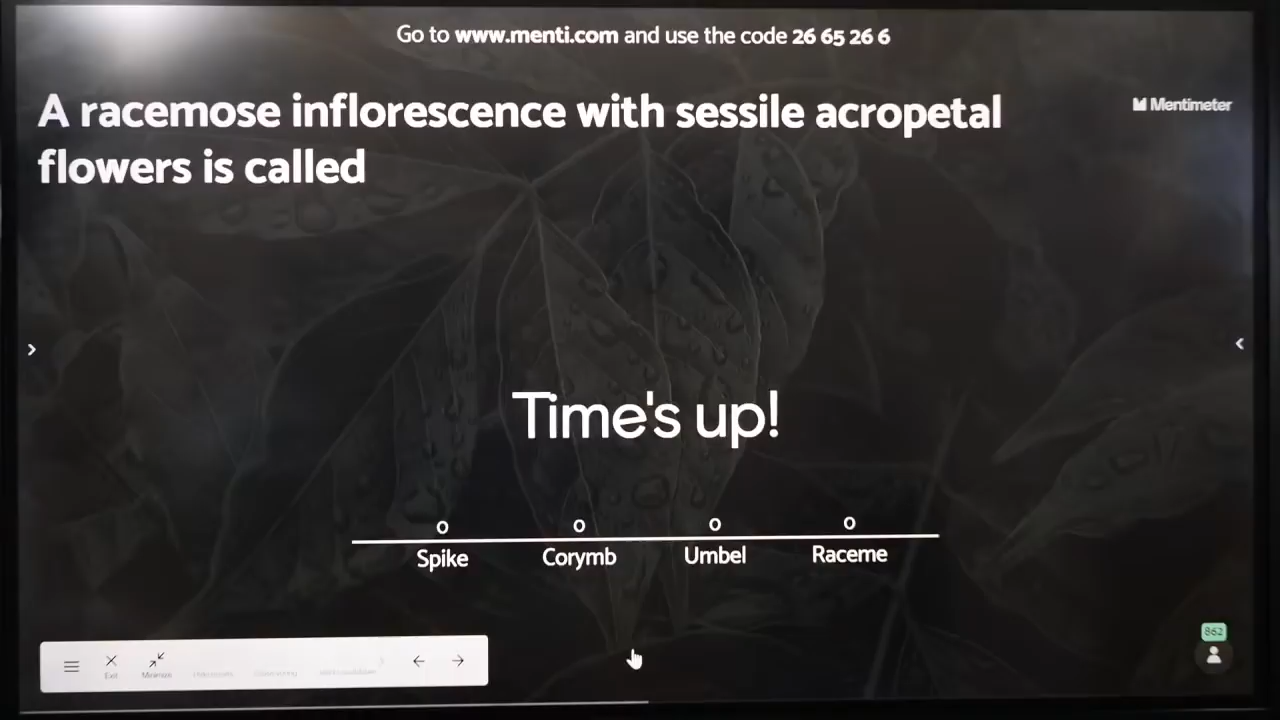 Go to www.menti.com and use the code 26 65 26 6
A racemose inflorescence with sessile acropetal
flowers is called
Mentimeter
Time's up!
0 0 0 0
Spike Corymb Umbel Raceme
862
Exit Minimize